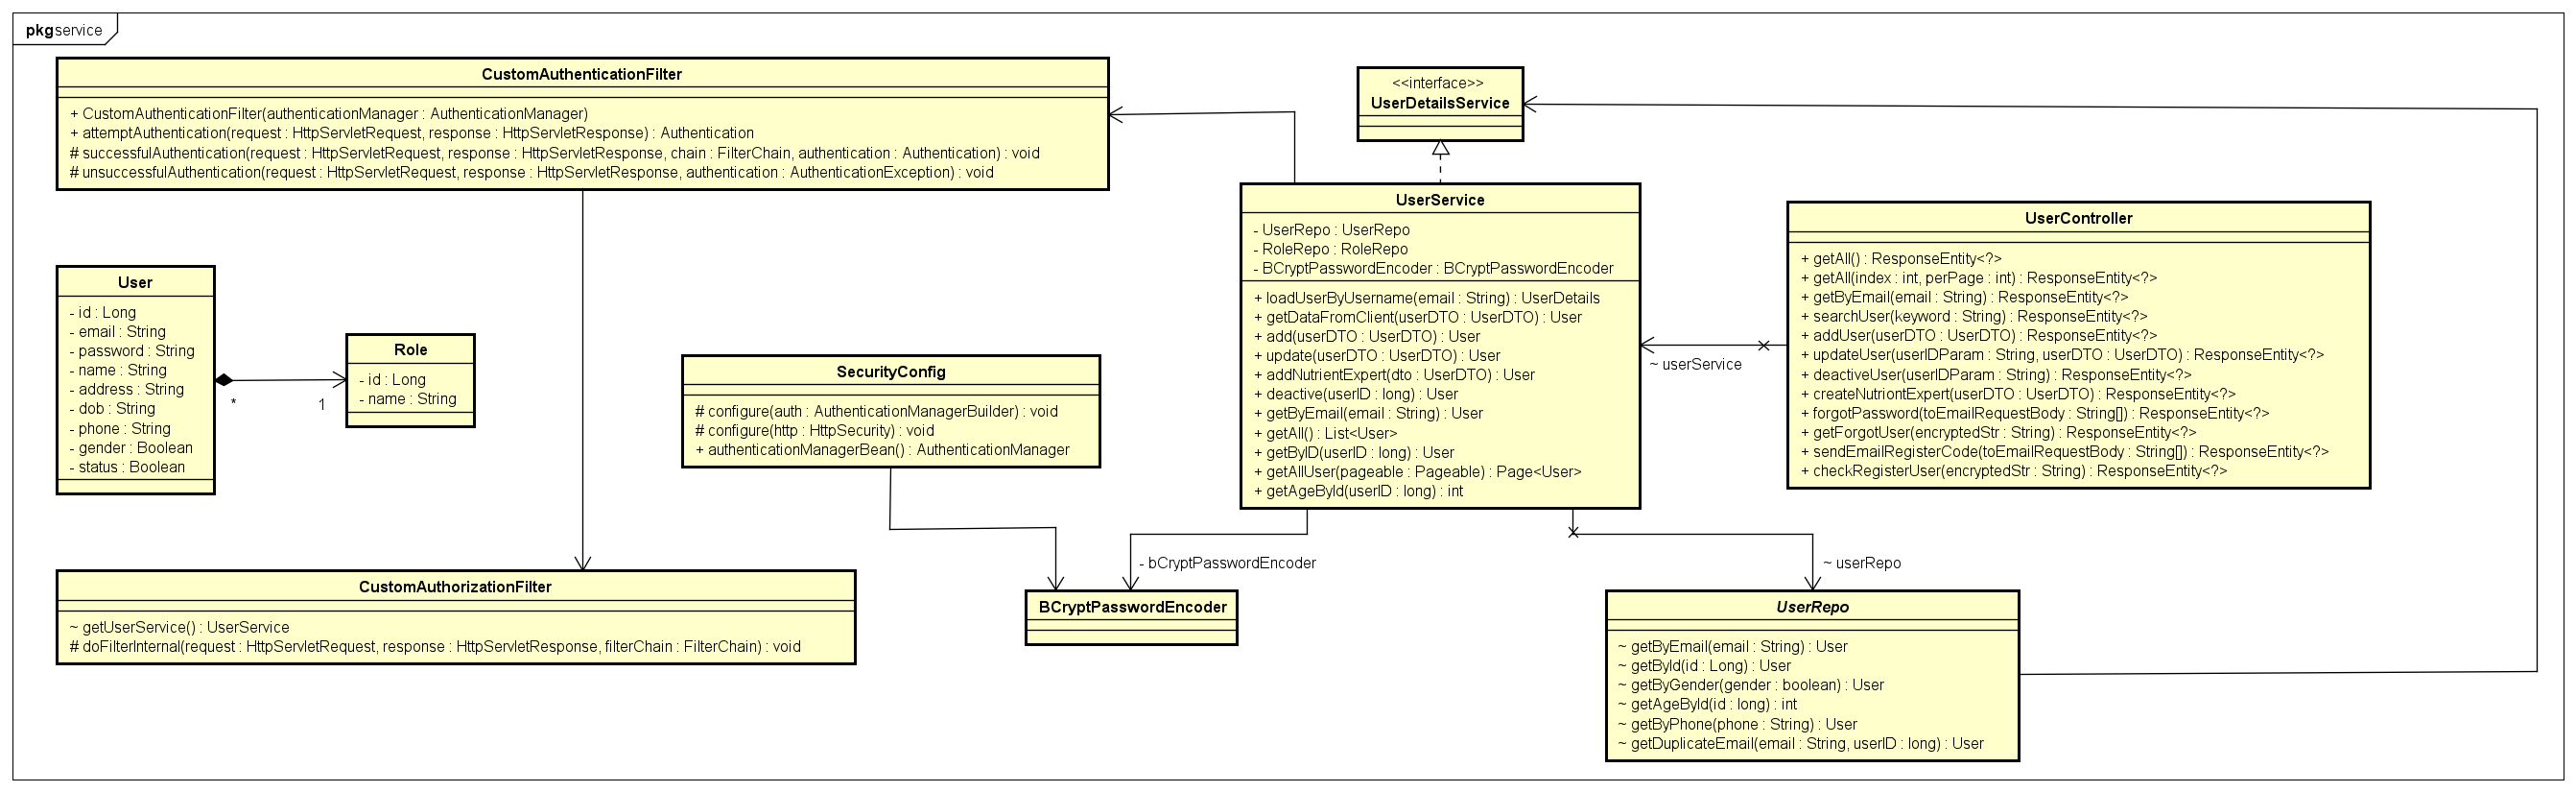 pkg service
CustomAuthenticationFilter
+ CustomAuthenticationFilter(authenticationManager : AuthenticationManager)
+ attemptAuthentication(request : HttpServletRequest, response : HttpServletResponse) : Authentication
# successfulAuthentication(request : HttpServletRequest, response : HttpServletResponse, chain : FilterChain, authentication : Authentication) : void
# unsuccessfulAuthentication(request : HttpServletRequest, response : HttpServletResponse, authentication : AuthenticationException) : void
<<interface>>
UserDetailsService
UserService
- UserRepo : UserRepo
- RoleRepo : RoleRepo
- BCryptPasswordEncoder : BCryptPasswordEncoder
+ loadUserByUsername(email : String) : UserDetails
+ getDataFromClient(userDTO : UserDTO) : User
+ add(userDTO : UserDTO) : User
+ update(userDTO : UserDTO) : User
+ addNutrientExpert(dto : UserDTO) : User
+ deactive(userID : long) : User
+ getByEmail(email : String) : User
+ getAll() : List<User>
+ getByID(userID : long) : User
+ getAllUser(pageable : Pageable) : Page<User>
+ getAgeById(userID : long) : int
UserController
+ getAll() : ResponseEntity<?>
+ getAll(index : int, perPage : int) : ResponseEntity<?>
+ getByEmail(email : String) : ResponseEntity<?>
+ searchUser(keyword : String) : ResponseEntity<?>
+ addUser(userDTO : UserDTO) : ResponseEntity<?>
+ updateUser(userIDParam : String, userDTO : UserDTO) : ResponseEntity<?>
+ deactiveUser(userIDParam : String) : ResponseEntity<?>
+ createNutriontExpert(userDTO : UserDTO) : ResponseEntity<?>
+ forgotPassword(toEmailRequestBody : String[]) : ResponseEntity<?>
+ getForgotUser(encryptedStr : String) : ResponseEntity<?>
+ sendEmailRegisterCode(toEmailRequestBody : String[]) : ResponseEntity<?>
+ checkRegisterUser(encryptedStr : String) : ResponseEntity<?>
~ userService
User
- id : Long
- email : String
- password : String
- name : String
- address : String
- dob : String
- phone : String
- gender : Boolean
- status : Boolean
*
1
Role
- id : Long
- name : String
SecurityConfig
# configure(auth : AuthenticationManagerBuilder) : void
# configure(http : HttpSecurity) : void
+ authenticationManagerBean() : AuthenticationManager
- bCryptPasswordEncoder
~ userRepo
CustomAuthorizationFilter
~ getUserService() : UserService
# doFilterInternal(request : HttpServletRequest, response : HttpServletResponse, filterChain : FilterChain) : void
BCryptPasswordEncoder
UserRepo
~ getByEmail(email : String) : User
~ getById(id : Long) : User
~ getByGender(gender : boolean) : User
~ getAgeById(id : long) : int
~ getByPhone(phone : String) : User
~ getDuplicateEmail(email : String, userID : long) : User